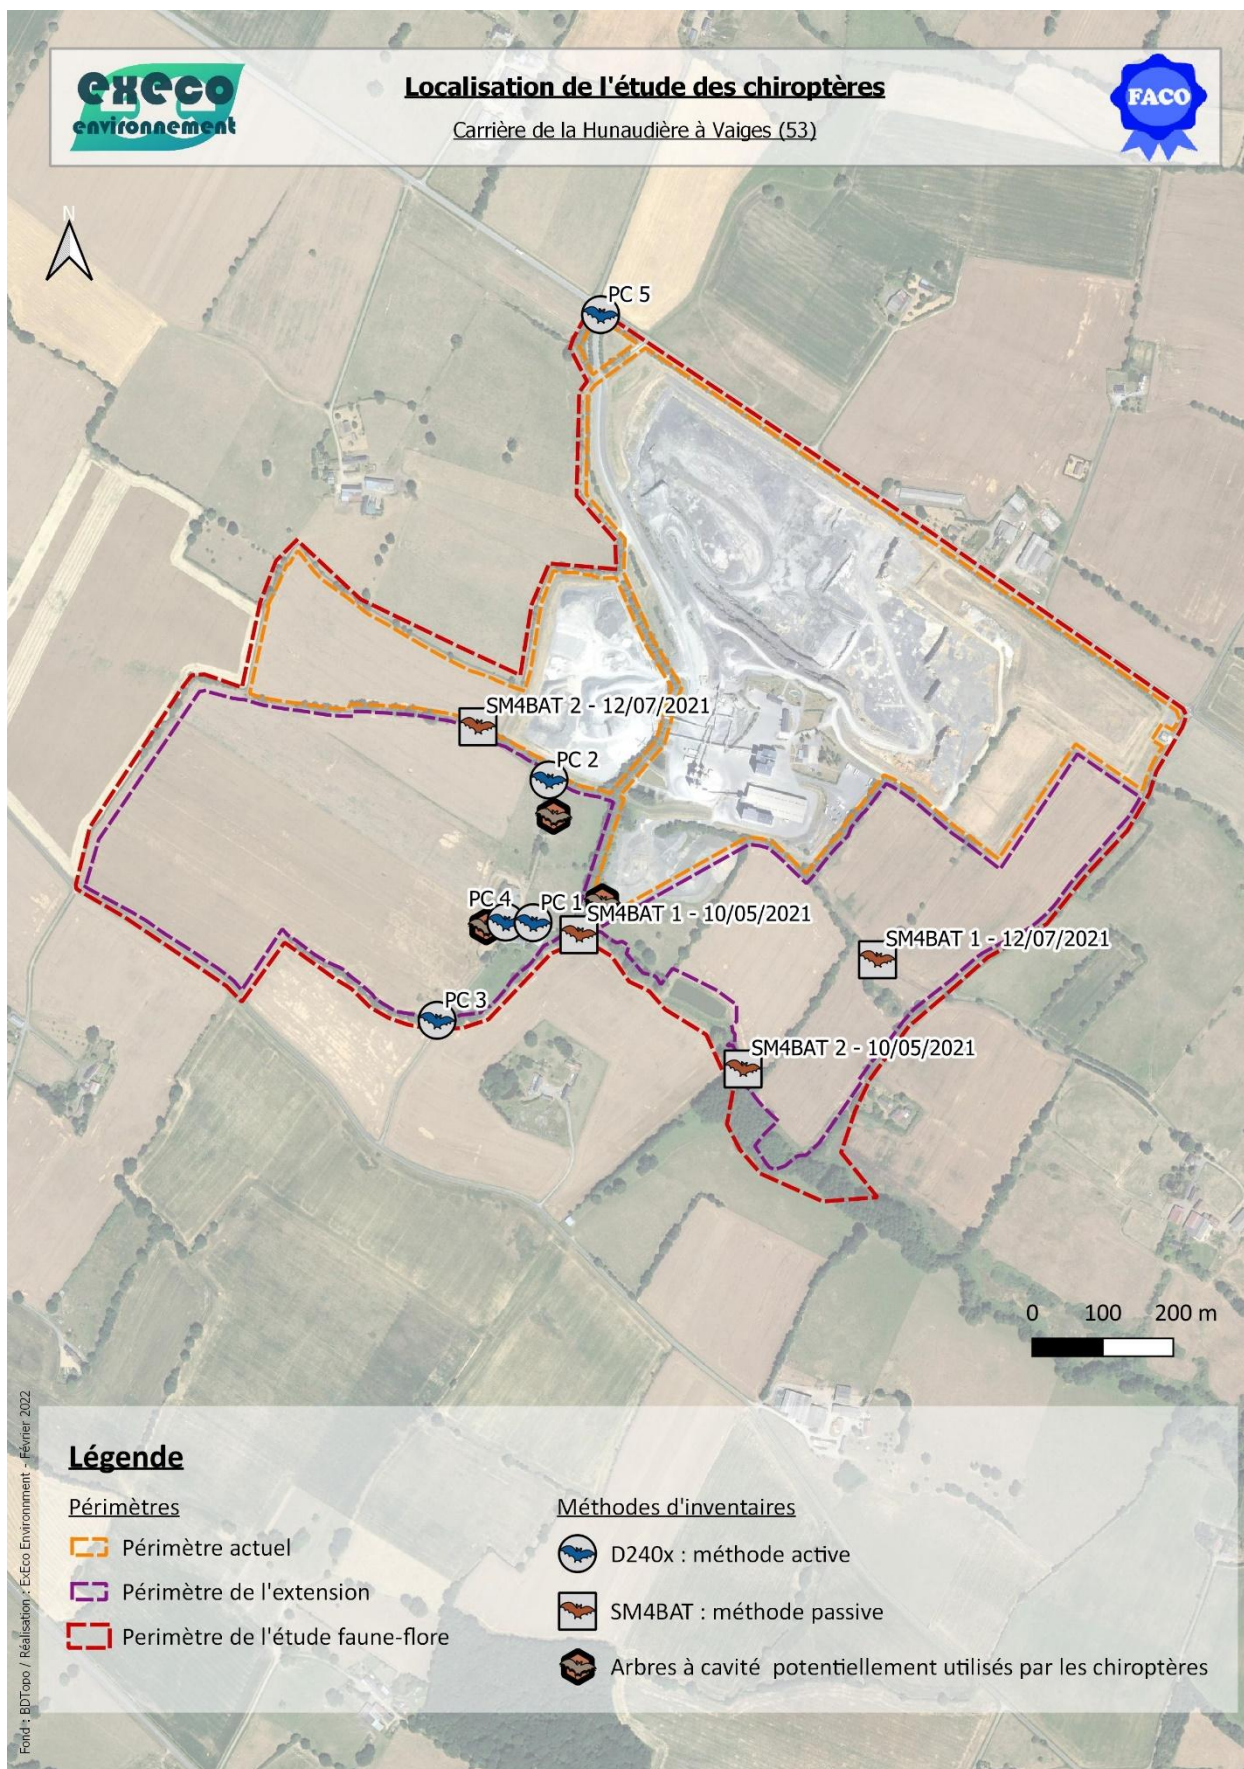 execo
environnement
Localisation de l'étude des chiroptères
Carrière de la Hunaudière à Vaiges (53)
FACO
N
PC 5
SM4BAT 2 - 12/07/2021
PC 2
PC 4
PC 1
SM4BAT 1 - 10/05/2021
SM4BAT 1 - 12/07/2021
PC 3
SM4BAT 2 - 10/05/2021
0 100 200 m
Légende
Périmètres
Périmètre actuel
Périmètre de l'extension
Perimètre de l'étude faune-flore
Méthodes d'inventaires
D240x : méthode active
SM4BAT : méthode passive
Arbres à cavité potentiellement utilisés par les chiroptères
Fond : BDTopo / Réalisation : ExEco Environnment - Février 2022